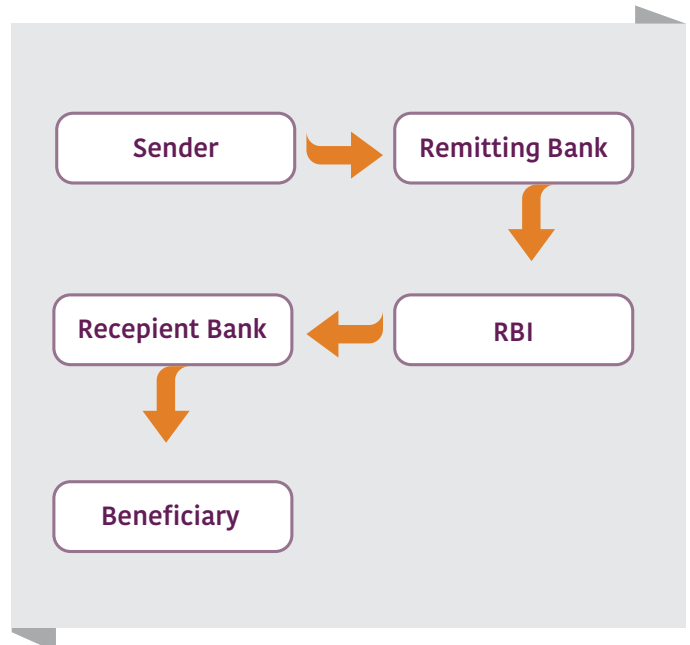 Sender
Remitting Bank
Recepient Bank
RBI
Beneficiary